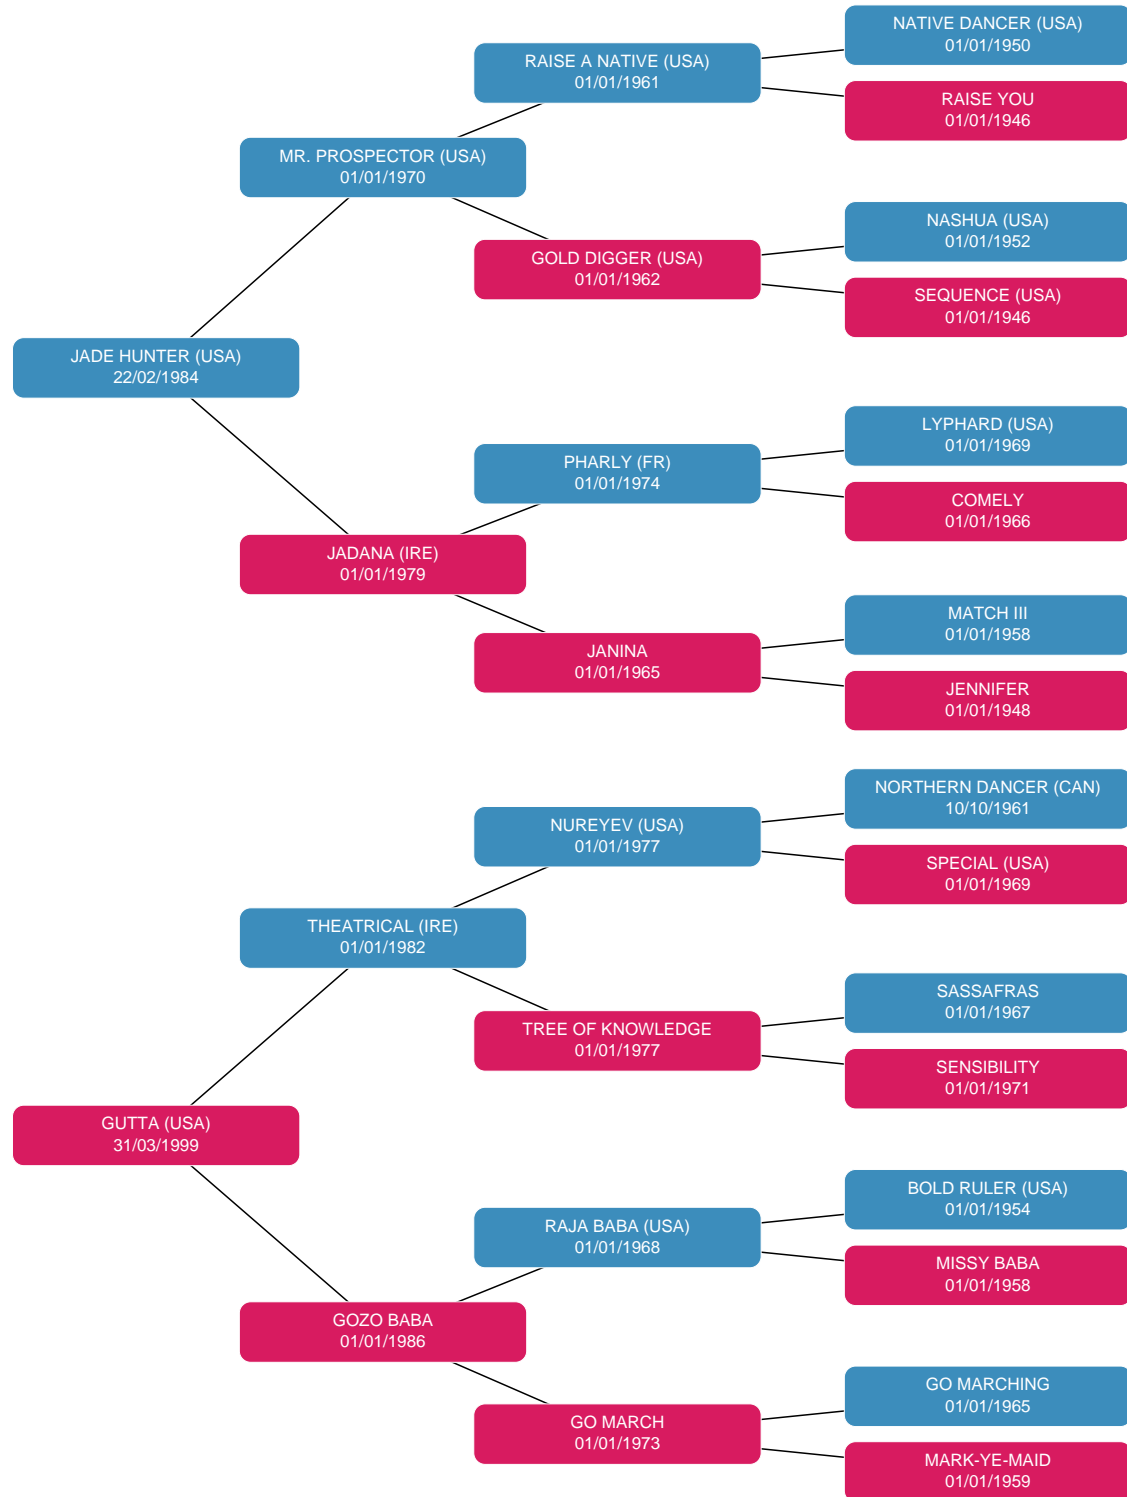 NATIVE DANCER (USA)
01/01/1950
RAISE A NATIVE (USA)
01/01/1961
RAISE YOU
01/01/1946
MR. PROSPECTOR (USA)
01/01/1970
NASHUA (USA)
01/01/1952
GOLD DIGGER (USA)
01/01/1962
SEQUENCE (USA)
01/01/1946
JADE HUNTER (USA)
22/02/1984
LYPHARD (USA)
01/01/1969
PHARLY (FR)
01/01/1974
COMELY
01/01/1966
JADANA (IRE)
01/01/1979
MATCH III
01/01/1958
JANINA
01/01/1965
JENNIFER
01/01/1948
NORTHERN DANCER (CAN)
10/10/1961
NUREYEV (USA)
01/01/1977
SPECIAL (USA)
01/01/1969
THEATRICAL (IRE)
01/01/1982
SASSAFRAS
01/01/1967
TREE OF KNOWLEDGE
01/01/1977
SENSIBILITY
01/01/1971
GUTTA (USA)
31/03/1999
BOLD RULER (USA)
01/01/1954
RAJA BABA (USA)
01/01/1968
MISSY BABA
01/01/1958
GOZO BABA
01/01/1986
GO MARCHING
01/01/1965
GO MARCH
01/01/1973
MARK-YE-MAID
01/01/1959